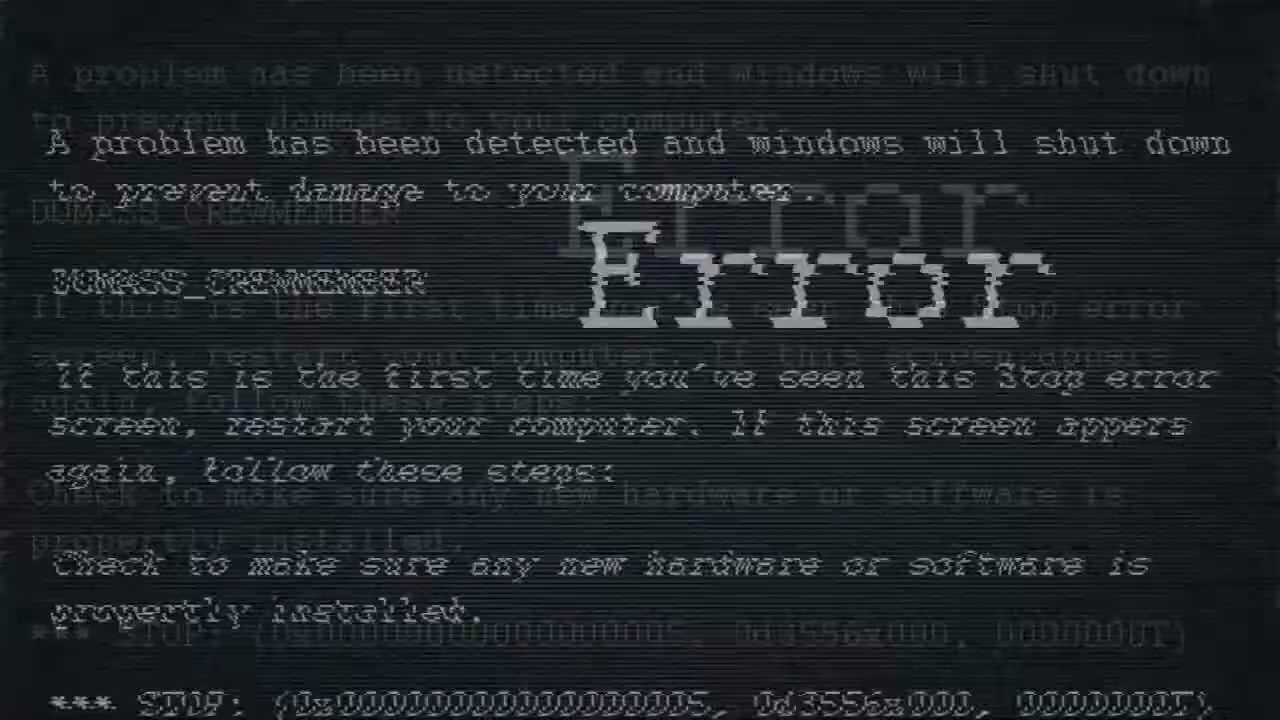 A problem has been detected and windows will shut down
to prevent damage to your computer.
Error
DUMASS_CREWMEMBER
If this is the first time you've seen this Stop error
screen, restart your computer. If this screen appers
again, follow these steps:
Check to make sure any new hardware or software is
propertly installed.
*** STOP: (0x0000000000000000005, 0d3556x000, 0000000T)